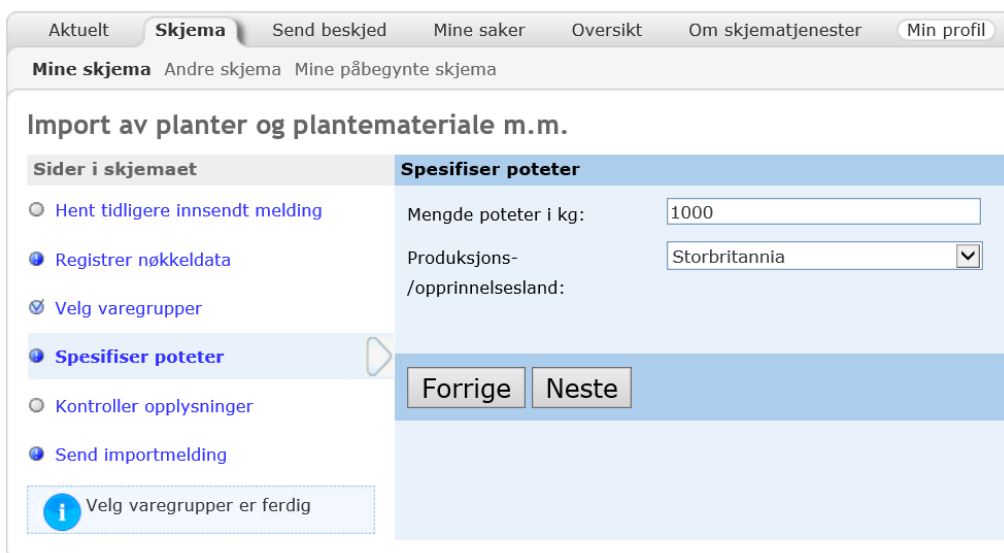 Aktuelt Skjema Send beskjed Mine saker Oversikt Om skjematjenester Min profil
Mine skjema Andre skjema Mine påbegynte skjema
Import av planter og plantemateriale m.m.
Sider i skjemaet
Hent tidligere innsendt melding
Registrer nøkkeldata
Velg varegrupper
Spesifiser poteter
Kontroller opplysninger
Send importmelding
i Velg varegrupper er ferdig
Spesifiser poteter
Mengde poteter i kg: 1000
Produksjons- Storbritannia
/opprinnelsesland:
Forrige Neste